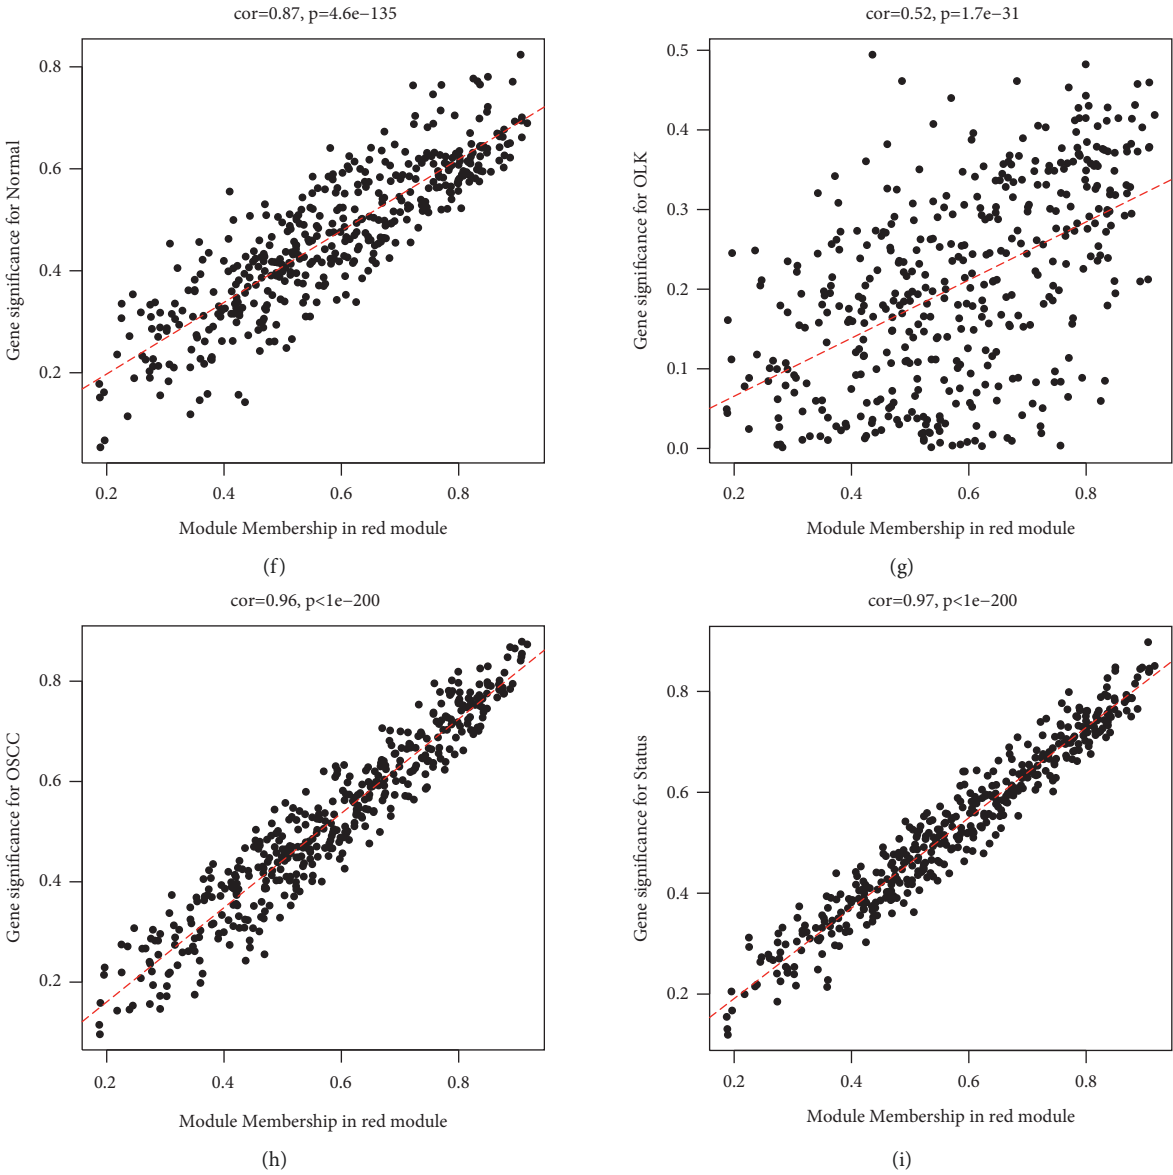 cor=0.87, p=4.6e−135
Gene significance for Normal
0.8
0.6
0.4
0.2
0.2 0.4 0.6 0.8
Module Membership in red module
(f)
cor=0.52, p=1.7e−31
Gene significance for OLK
0.5
0.4
0.3
0.2
0.1
0.0
0.2 0.4 0.6 0.8
Module Membership in red module
(g)
cor=0.96, p<1e−200
Gene significance for OSCC
0.8
0.6
0.4
0.2
0.2 0.4 0.6 0.8
Module Membership in red module
(h)
cor=0.97, p<1e−200
Gene significance for Status
0.8
0.6
0.4
0.2
0.2 0.4 0.6 0.8
Module Membership in red module
(i)